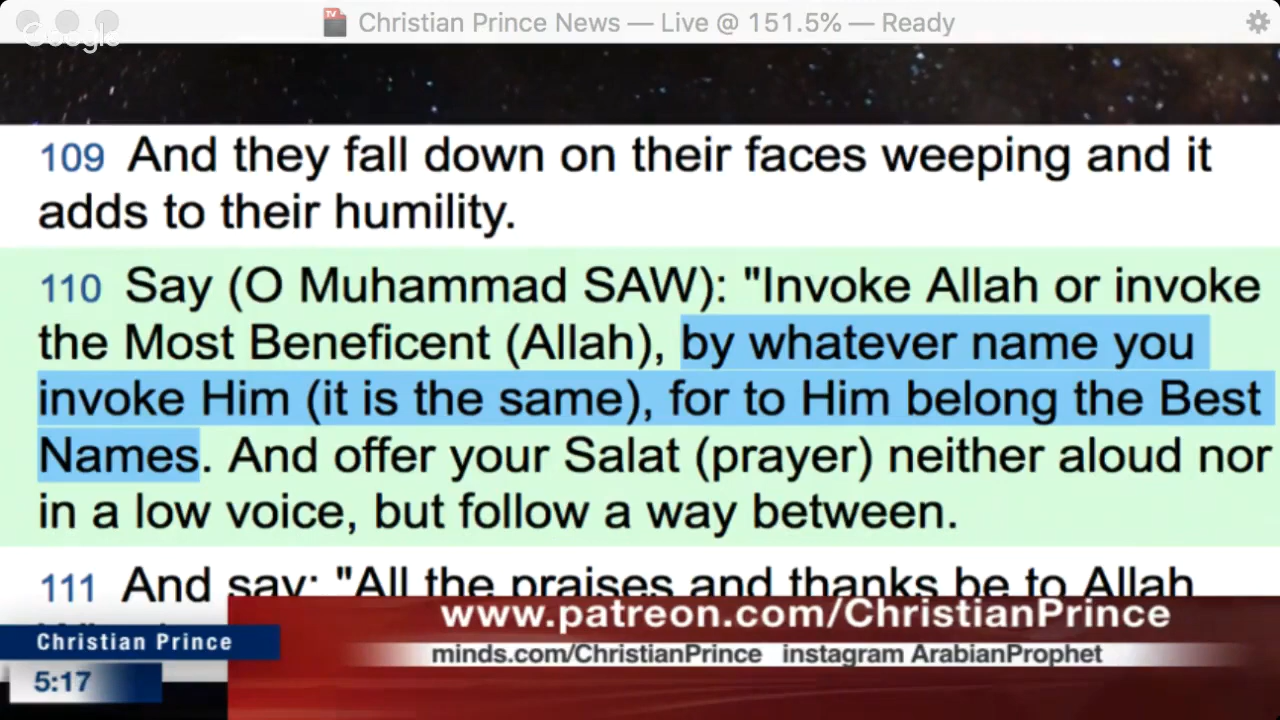 Christian Prince News — Live @ 151.5% — Ready
Google
109 And they fall down on their faces weeping and it
adds to their humility.
110 Say (O Muhammad SAW): "Invoke Allah or invoke
the Most Beneficent (Allah), by whatever name you
invoke Him (it is the same), for to Him belong the Best
Names. And offer your Salat (prayer) neither aloud nor
in a low voice, but follow a way between.
111 And say: "All the praises and thanks be to Allah
www.patreon.com/ChristianPrince
Christian Prince
minds.com/ChristianPrince instagram ArabianProphet
5:17